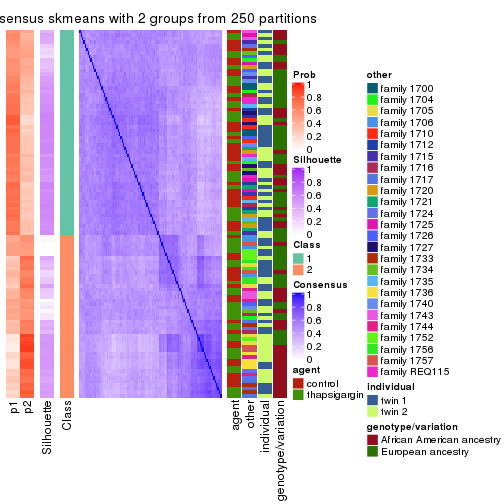 sensus skmeans with 2 groups from 250 partitions
p1
p2
Silhouette
Class
agent
other
individual
genotype/variation
Prob
1
0.8
0.6
0.4
0.2
0
Silhouette
1
0.8
0.6
0.4
0.2
0
Class
1
2
Consensus
1
0.8
0.6
0.4
0.2
0
agent
control
thapsigargin
other
family 1700
family 1704
family 1705
family 1706
family 1710
family 1712
family 1715
family 1716
family 1717
family 1720
family 1721
family 1724
family 1725
family 1726
family 1727
family 1733
family 1734
family 1735
family 1736
family 1740
family 1743
family 1744
family 1752
family 1756
family 1757
family REQ115
individual
twin 1
twin 2
genotype/variation
African American ancestry
European ancestry